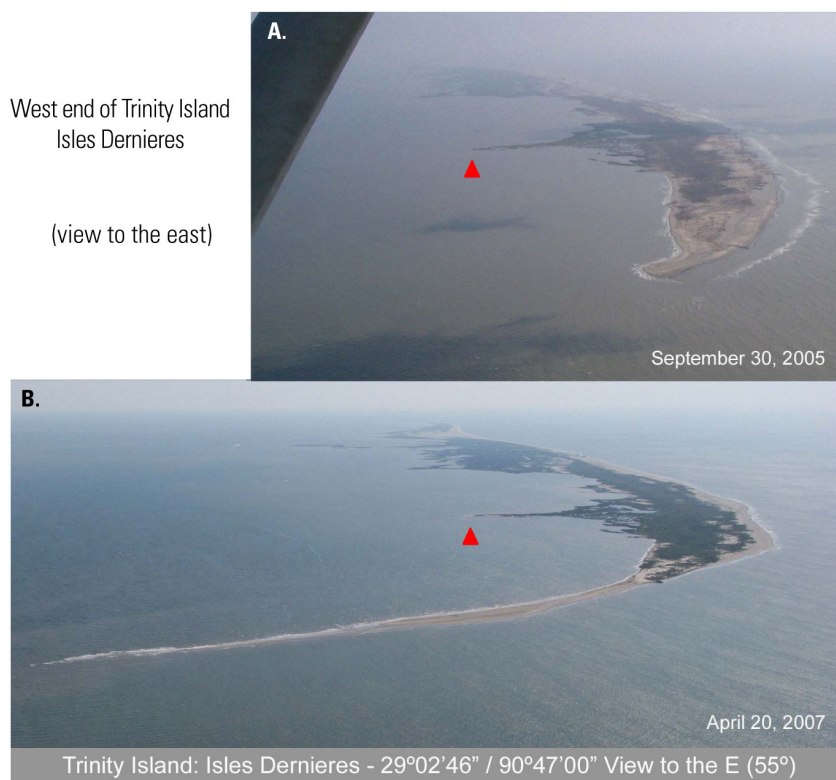 A.
West end of Trinity Island
Isles Dernieres
(view to the east)
September 30, 2005
B.
April 20, 2007
Trinity Island: Isles Dernieres - 29º02’46” / 90º47’00” View to the E (55º)